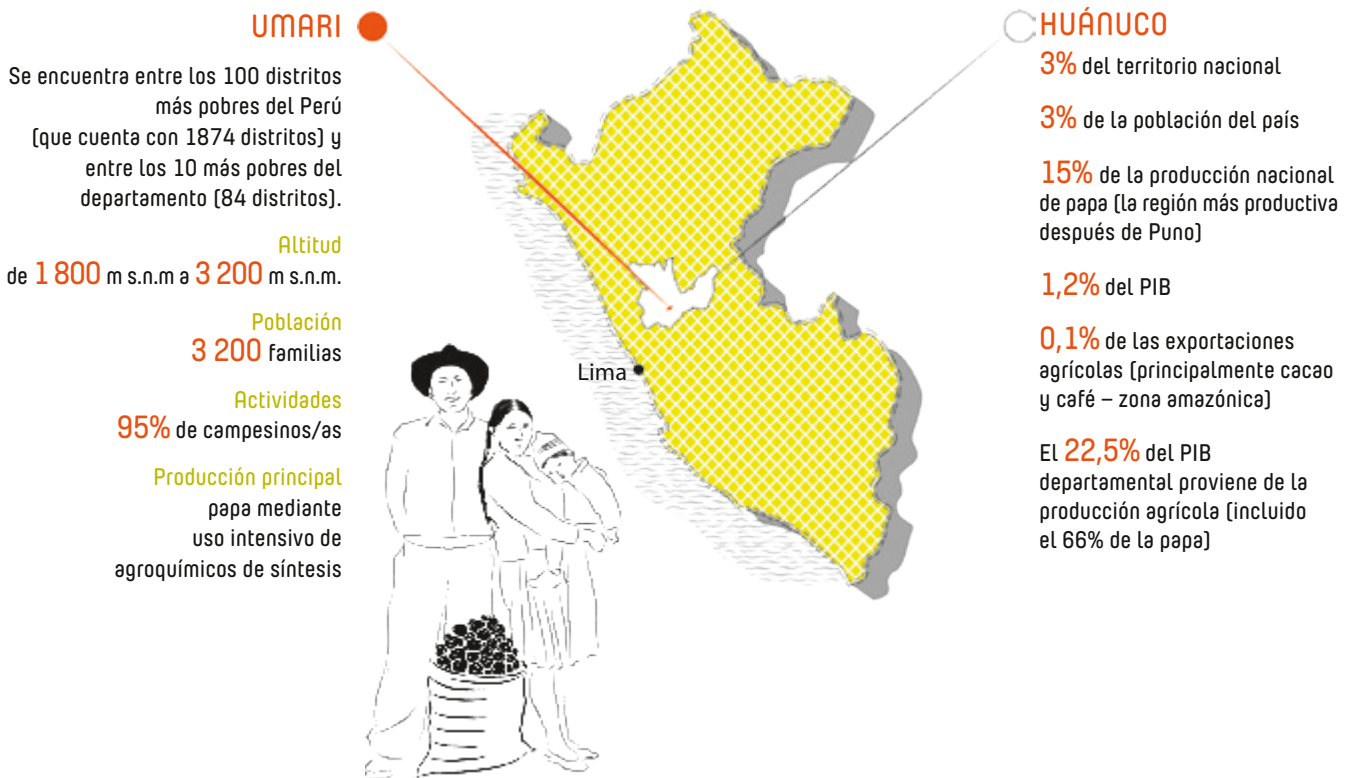 UMARI
Se encuentra entre los 100 distritos
más pobres del Perú
(que cuenta con 1874 distritos) y
entre los 10 más pobres del
departamento (84 distritos).
Altitud
de 1 800 m s.n.m a 3 200 m s.n.m.
Población
3 200 familias
Actividades
95% de campesinos/as
Producción principal
papa mediante
uso intensivo de
agroquímicos de síntesis
Lima
HUÁNUCO
3% del territorio nacional
3% de la población del país
15% de la producción nacional
de papa (la región más productiva
después de Puno)
1,2% del PIB
0,1% de las exportaciones
agrícolas (principalmente cacao
y café – zona amazónica)
El 22,5% del PIB
departamental proviene de la
producción agrícola (incluido
el 66% de la papa)